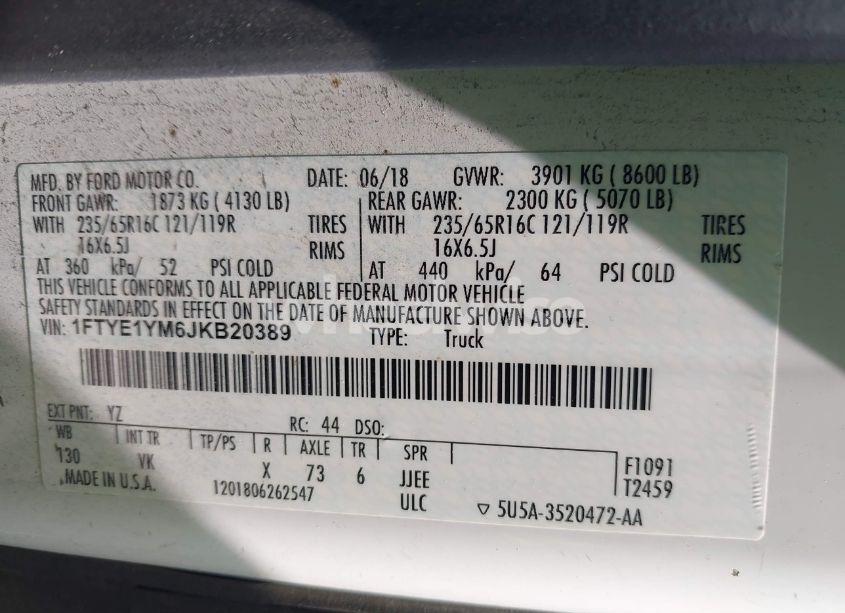 MFD. BY FORD MOTOR CO. DATE: 06/18 GVWR: 3901 KG ( 8600 LB)
FRONT GAWR: 1873 KG ( 4130 LB) REAR GAWR: 2300 KG ( 5070 LB)
WITH 235/65R16C 121/119R TIRES WITH 235/65R16C 121/119R TIRES
16X6.5J RIMS 16X6.5J RIMS
AT 360 kPa/ 52 PSI COLD AT 440 kPa/ 64 PSI COLD
THIS VEHICLE CONFORMS TO ALL APPLICABLE FEDERAL MOTOR VEHICLE
SAFETY STANDARDS IN EFFECT ON THE DATE OF MANUFACTURE SHOWN ABOVE.
VIN: 1FTYE1YM6JKB20389 TYPE: Truck
EXT PNT: YZ RC: 44 DSO:
WB INT TR TP/PS R AXLE TR SPR
130 VK X 73 6 JJEE F1091
MADE IN U.S.A. 1201806262547 ULC T2459
5U5A-3520472-AA